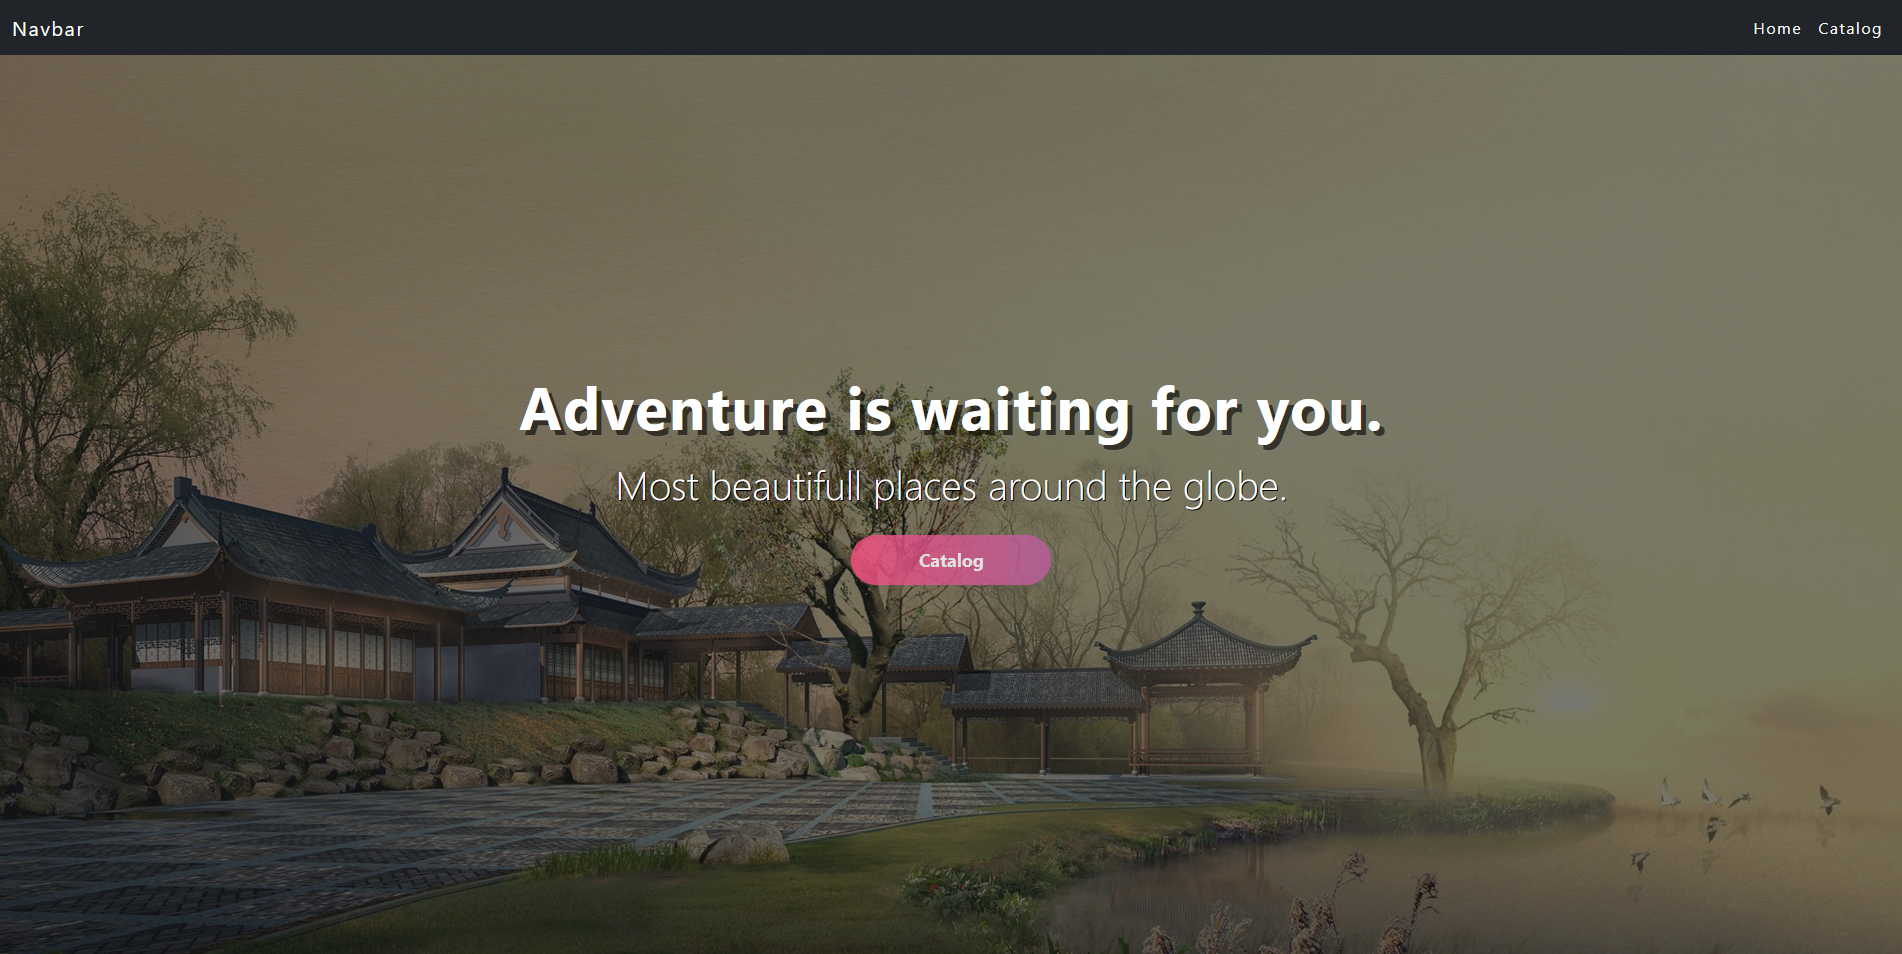 Navbar
Home Catalog
Adventure is waiting for you.
Most beautifull places around the globe.
Catalog